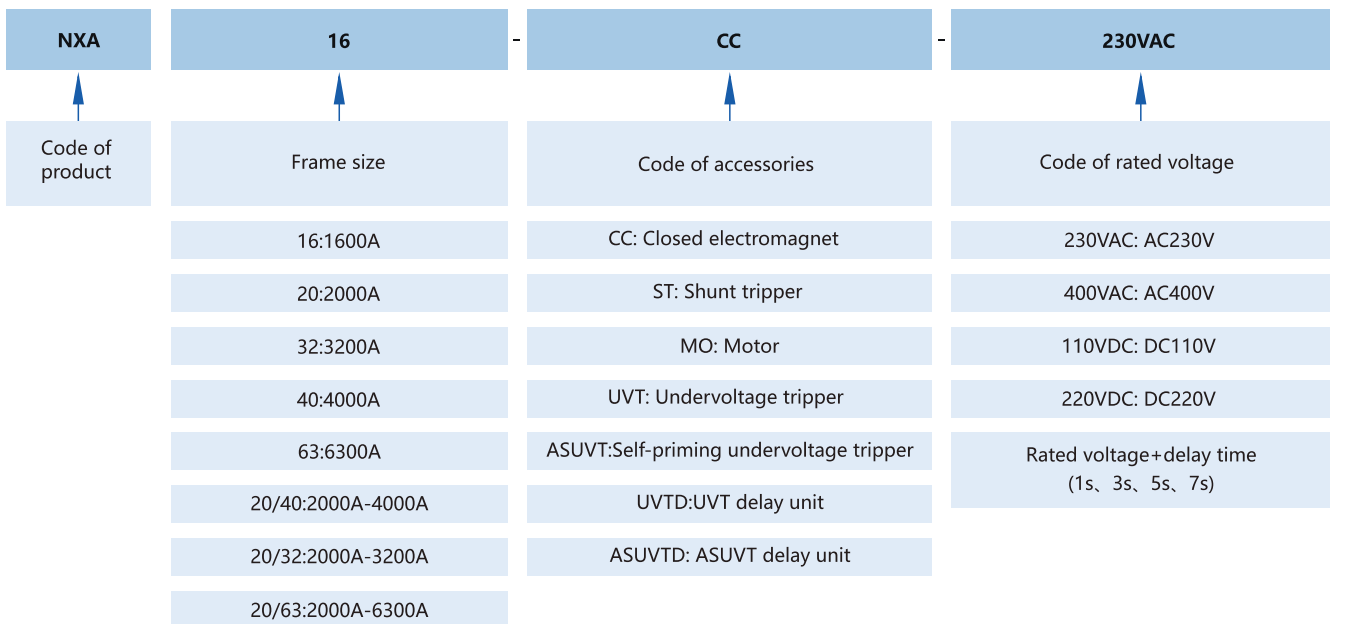 NXA
16
-
CC
-
230VAC
Code of
product
Frame size
Code of accessories
Code of rated voltage
16:1600A
CC: Closed electromagnet
230VAC: AC230V
20:2000A
ST: Shunt tripper
400VAC: AC400V
32:3200A
MO: Motor
110VDC: DC110V
40:4000A
UVT: Undervoltage tripper
220VDC: DC220V
63:6300A
ASUVT:Self-priming undervoltage tripper
Rated voltage+delay time
(1s、3s、5s、7s)
20/40:2000A-4000A
UVTD:UVT delay unit
20/32:2000A-3200A
ASUVTD: ASUVT delay unit
20/63:2000A-6300A